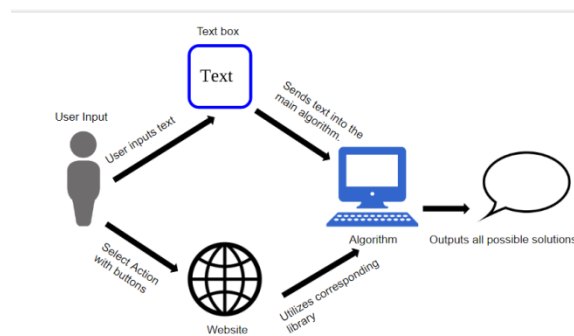 Text box
Text
User Input
User inputs text
Sends text into the
main algorithm.
Select Action
with buttons
Website
Utilizes corresponding
library
Algorithm
Outputs all possible solutions